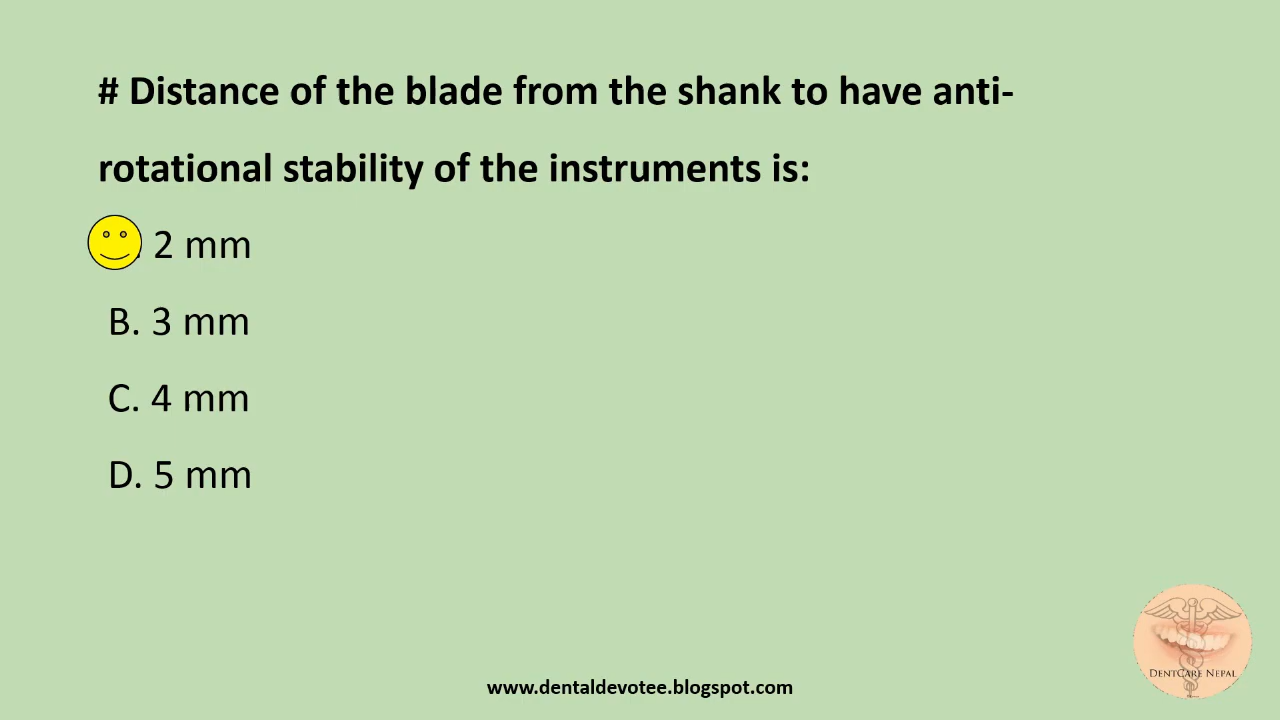 # Distance of the blade from the shank to have anti-
rotational stability of the instruments is:
2 mm
B. 3 mm
C. 4 mm
D. 5 mm
DENTCARE NEPAL
www.dentaldevotee.blogspot.com